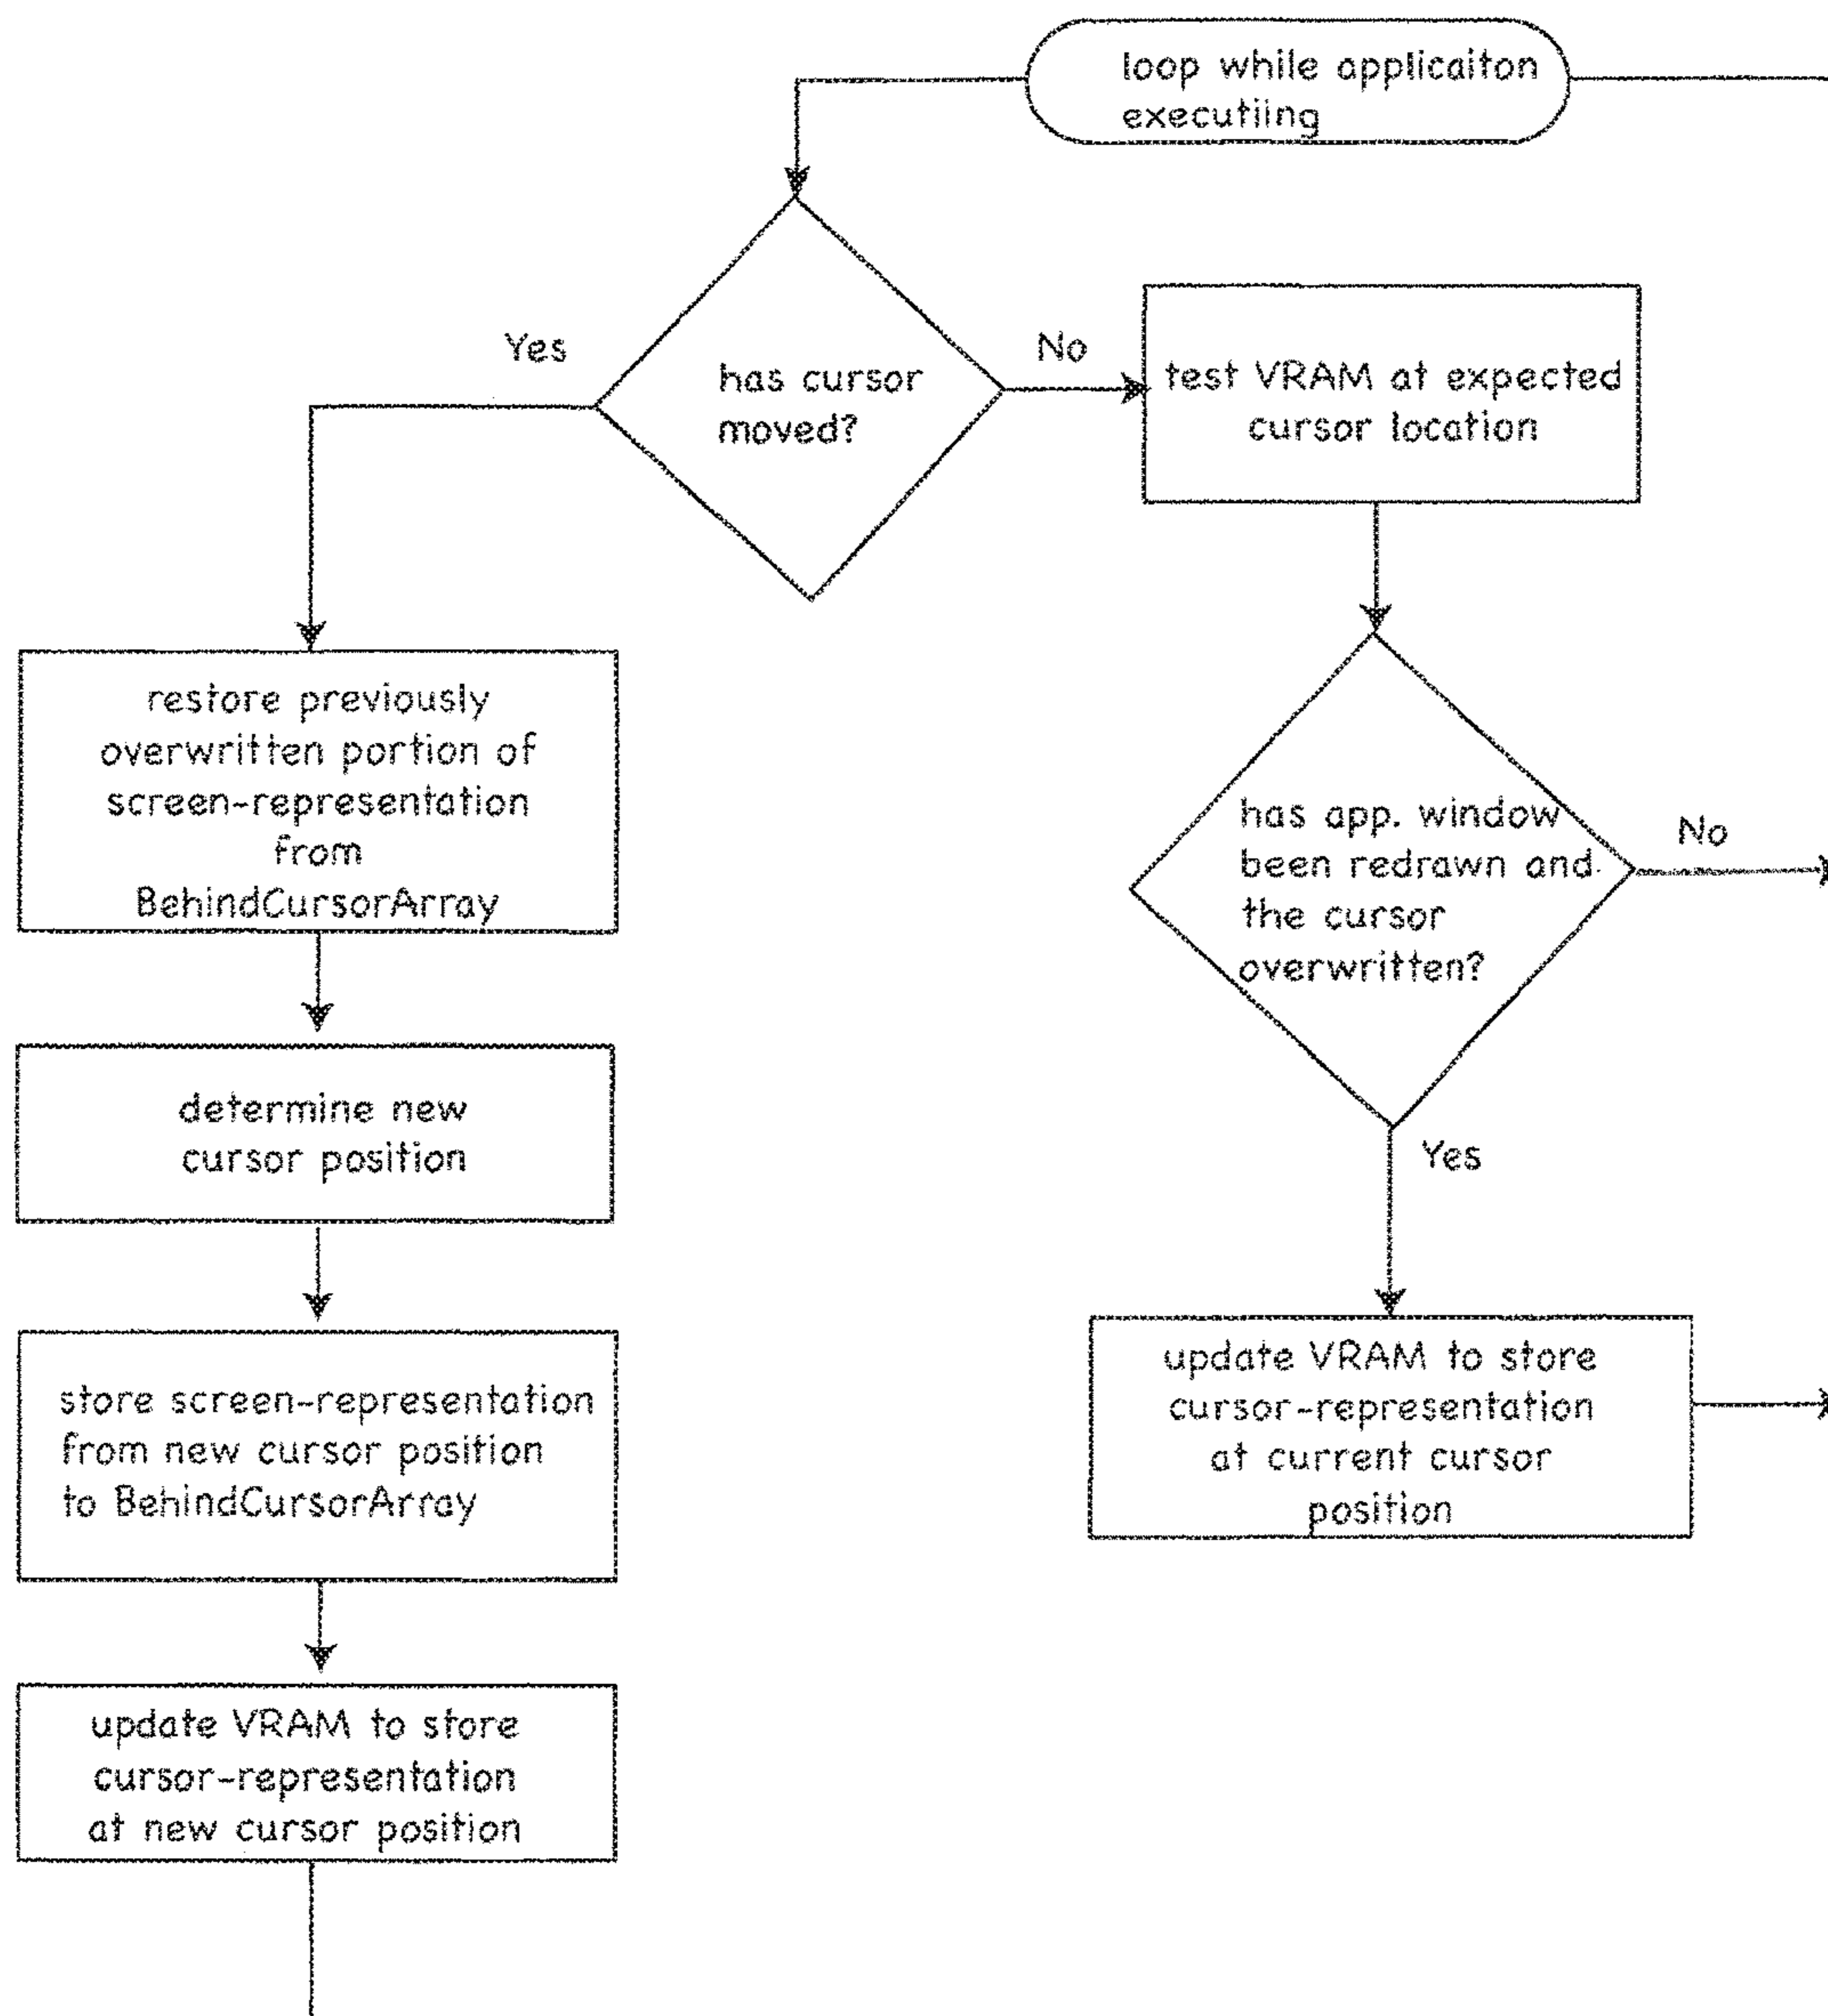 loop while applicaiton
executiing
Yes
has cursor
moved?
No
test VRAM at expected
cursor location
restore previously
overwritten portion of
screen-representation
from
BehindCursorArray
has app. window
been redrawn and
the cursor
overwritten?
No
Yes
determine new
cursor position
store screen-representation
from new cursor position
to BehindCursorArray
update VRAM to store
cursor-representation
at current cursor
position
update VRAM to store
cursor-representation
at new cursor position